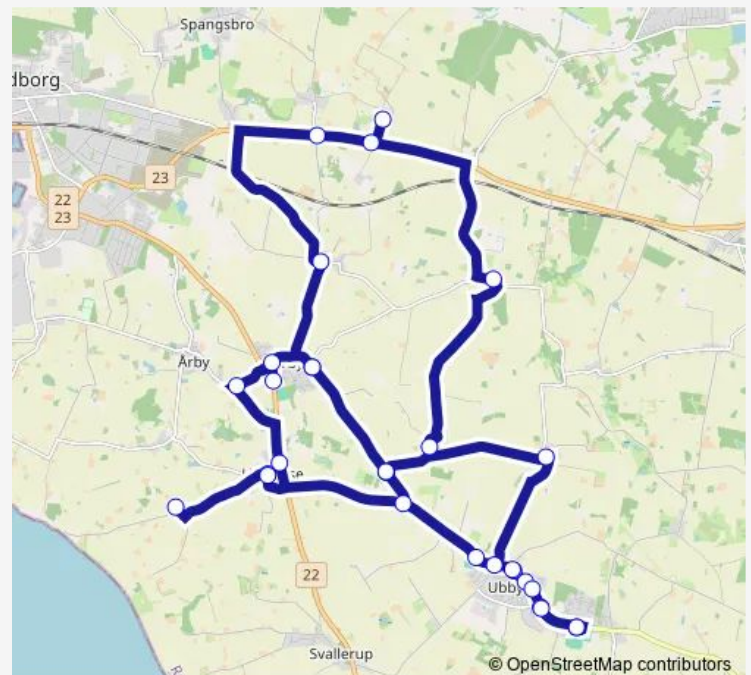 Spangsbro
dborg
23
22
23
Årby
22
Ubby
Svallerup
© OpenStreetMap contributors